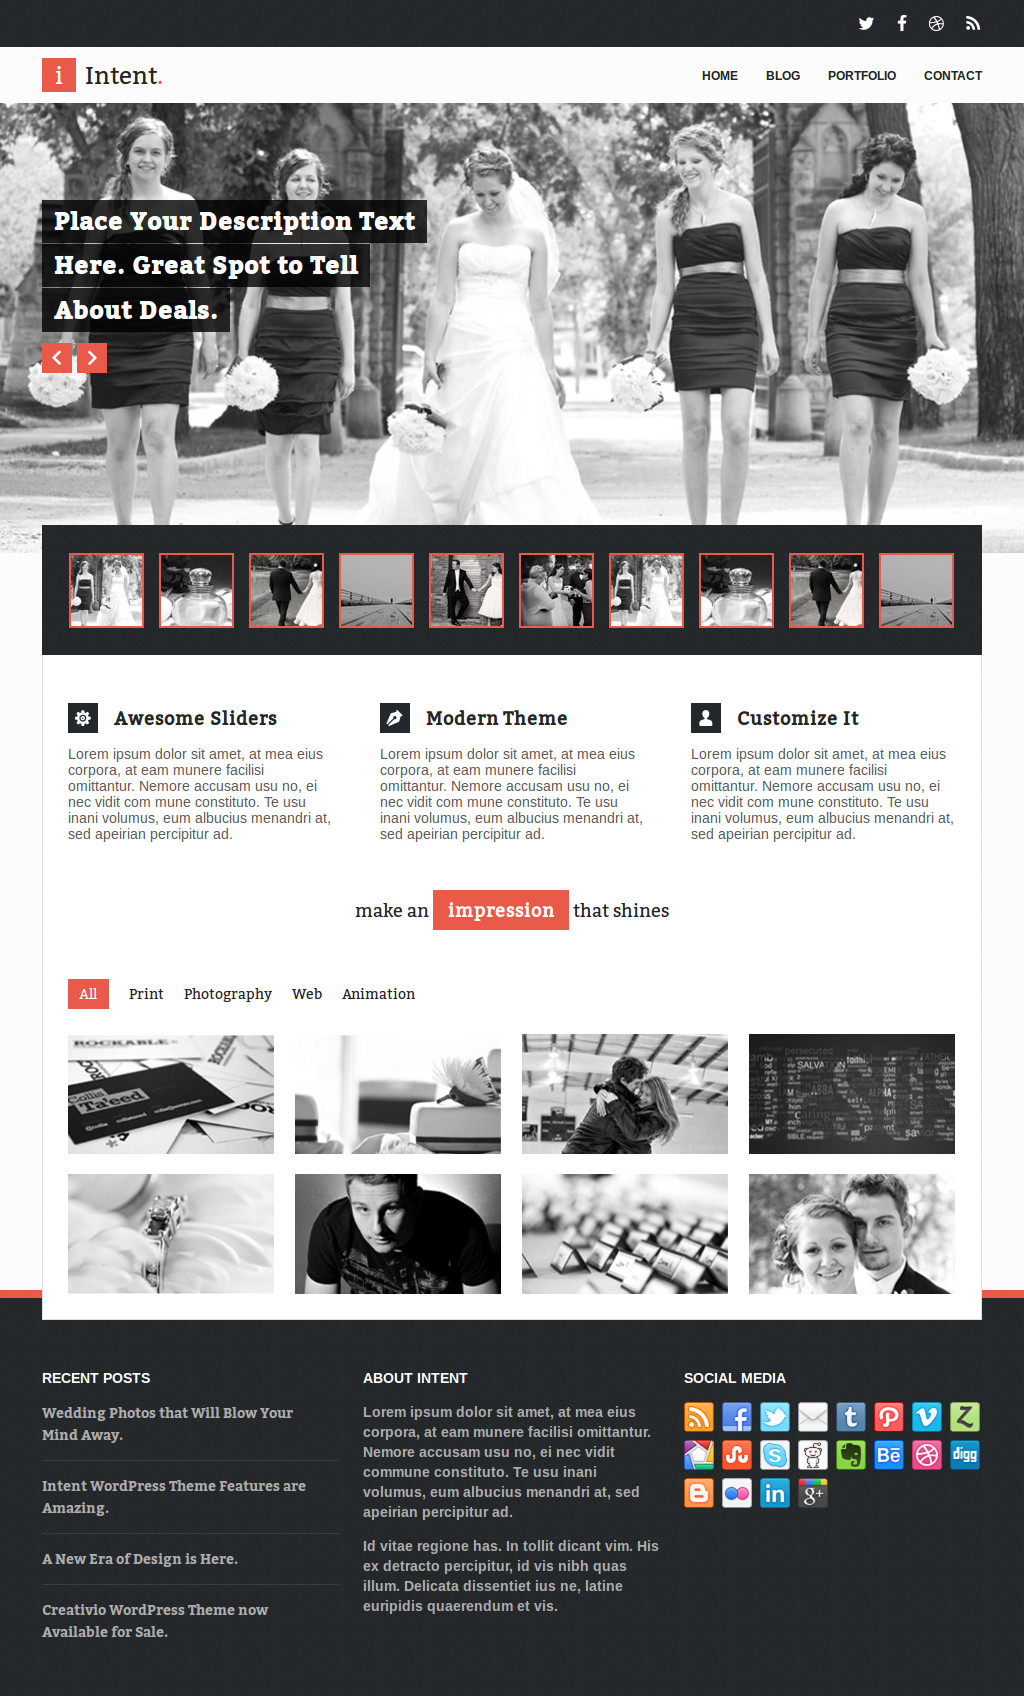 i Intent.
HOME BLOG PORTFOLIO CONTACT
Place Your Description Text
Here. Great Spot to Tell
About Deals.
Awesome Sliders
Lorem ipsum dolor sit amet, at mea eius
corpora, at eam munere facilisi
omittantur. Nemore accusam usu no, ei
nec vidit com mune constituto. Te usu
inani volumus, eum albucius menandri at,
sed apeirian percipitur ad.
Modern Theme
Lorem ipsum dolor sit amet, at mea eius
corpora, at eam munere facilisi
omittantur. Nemore accusam usu no, ei
nec vidit com mune constituto. Te usu
inani volumus, eum albucius menandri at,
sed apeirian percipitur ad.
Customize It
Lorem ipsum dolor sit amet, at mea eius
corpora, at eam munere facilisi
omittantur. Nemore accusam usu no, ei
nec vidit com mune constituto. Te usu
inani volumus, eum albucius menandri at,
sed apeirian percipitur ad.
make an impression that shines
All Print Photography Web Animation
ROCKABLE
Collis
Taeed
persecuted
faithful
FATHER
SALVATION
caring
patient
RECENT POSTS
Wedding Photos that Will Blow Your
Mind Away.
Intent WordPress Theme Features are
Amazing.
A New Era of Design is Here.
Creativio WordPress Theme now
Available for Sale.
ABOUT INTENT
Lorem ipsum dolor sit amet, at mea eius
corpora, at eam munere facilisi omittantur.
Nemore accusam usu no, ei nec vidit
commune constituto. Te usu inani
volumus, eum albucius menandri at, sed
apeirian percipitur ad.
Id vitae regione has. In tollit dicant vim. His
ex detracto percipitur, id vis nibh quas
illum. Delicata dissentiet ius ne, latine
euripidis quaerendum et vis.
SOCIAL MEDIA
f t P V Z
S Bē digg
B in g+